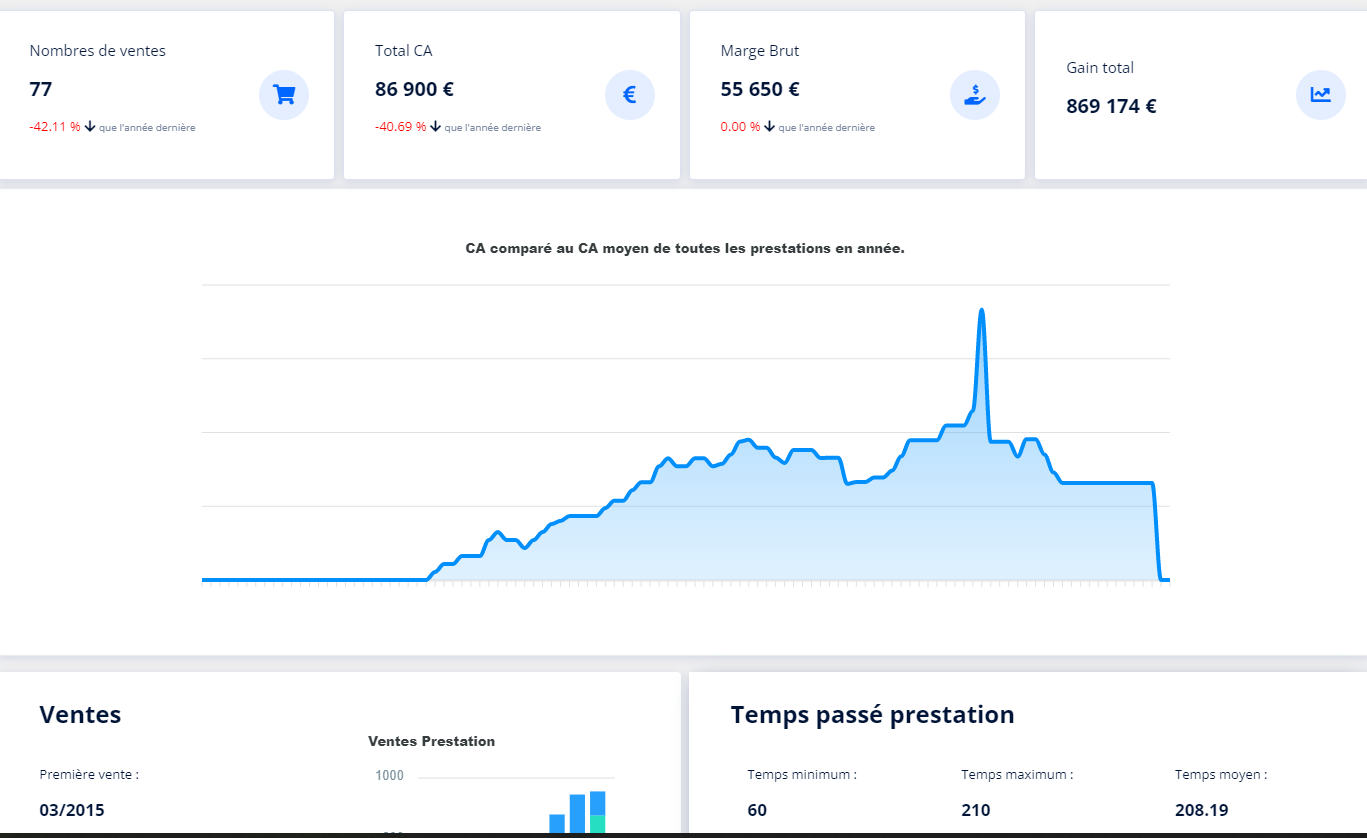 Nombres de ventes
77
-42.11 % que l'année dernière
Total CA
86 900 €
-40.69 % que l'année dernière
€
Marge Brut
55 650 €
0.00 % que l'année dernière
$
Gain total
869 174 €
CA comparé au CA moyen de toutes les prestations en année.
Ventes
Première vente :
03/2015
Ventes Prestation
1000
Temps passé prestation
Temps minimum :
60
Temps maximum :
210
Temps moyen :
208.19